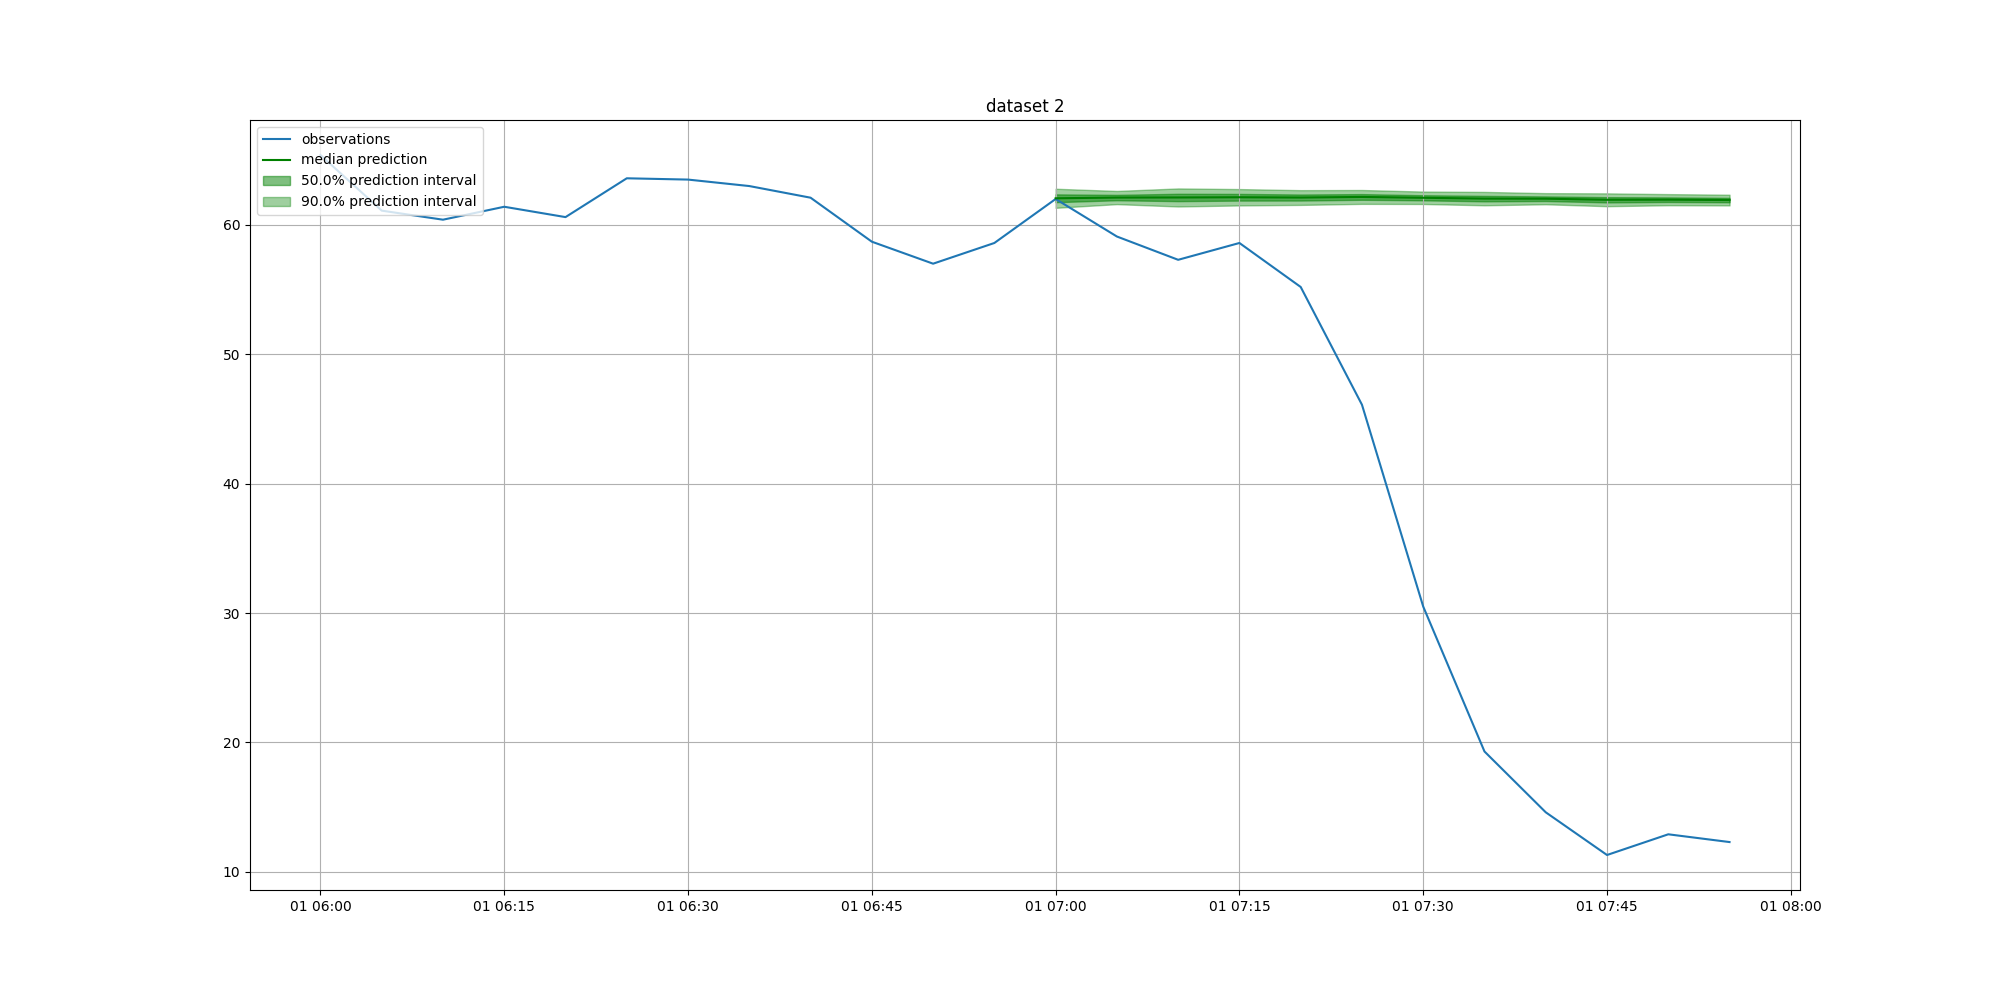 dataset 2
observations
median prediction
50.0% prediction interval
90.0% prediction interval
60
50
40
30
20
10
01 06:00 01 06:15 01 06:30 01 06:45 01 07:00 01 07:15 01 07:30 01 07:45 01 08:00